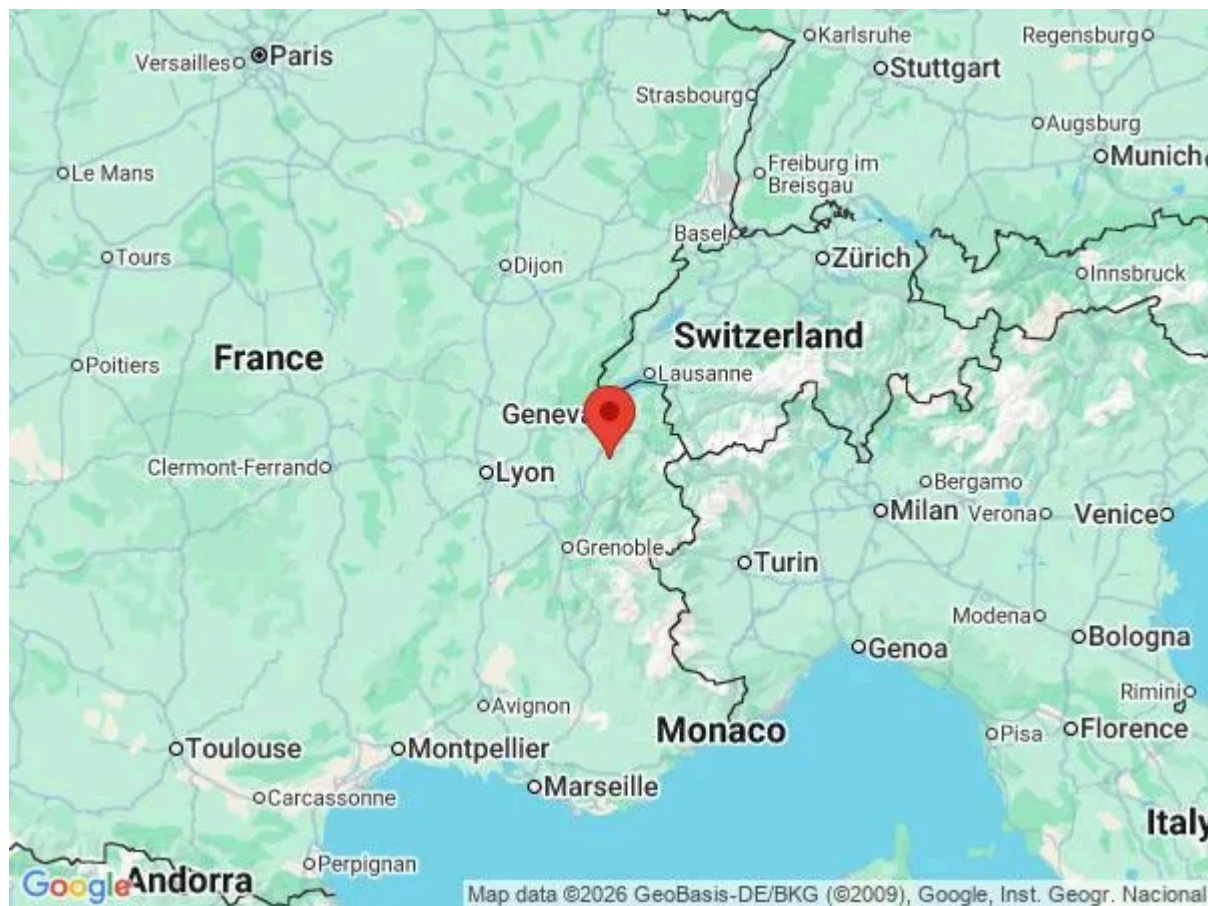 Paris
Versailles
Karlsruhe
Regensburg
Stuttgart
Strasbourg
Augsburg
Munich
Le Mans
Freiburg im
Breisgau
Basel
Tours
Dijon
Zürich
Innsbruck
France
Switzerland
Poitiers
Lausanne
Geneva
Clermont-Ferrand
Lyon
Bergamo
Milan
Verona
Venice
Grenoble
Turin
Modena
Bologna
Genoa
Rimini
Avignon
Monaco
Pisa
Florence
Toulouse
Montpellier
Marseille
Carcassonne
Italy
Perpignan
Andorra
Google
Map data ©2026 GeoBasis-DE/BKG (©2009), Google, Inst. Geogr. Nacional